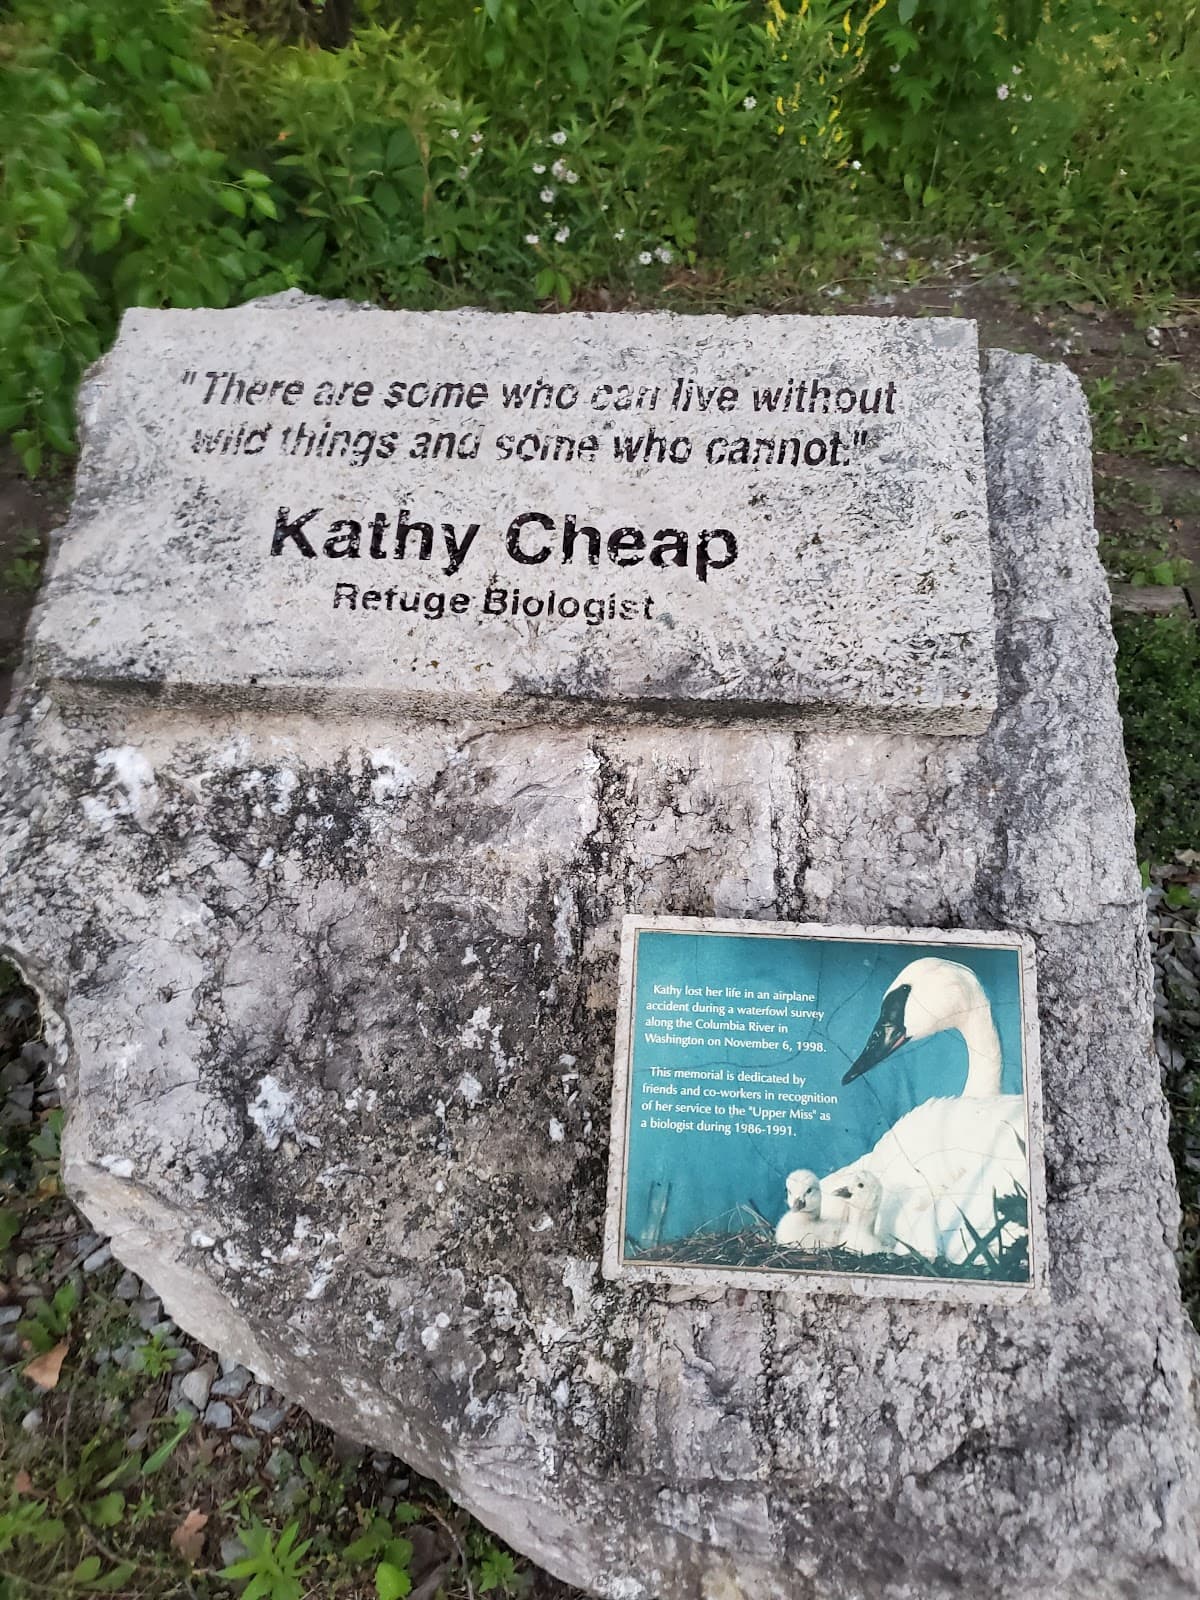 "There are some who can live without
wild things and some who cannot."
Kathy Cheap
Refuge Biologist
Kathy lost her life in an airplane
accident during a waterfowl survey
along the Columbia River in
Washington on November 6, 1998.
This memorial is dedicated by
friends and co-workers in recognition
of her service to the "Upper Miss" as
a biologist during 1986-1991.